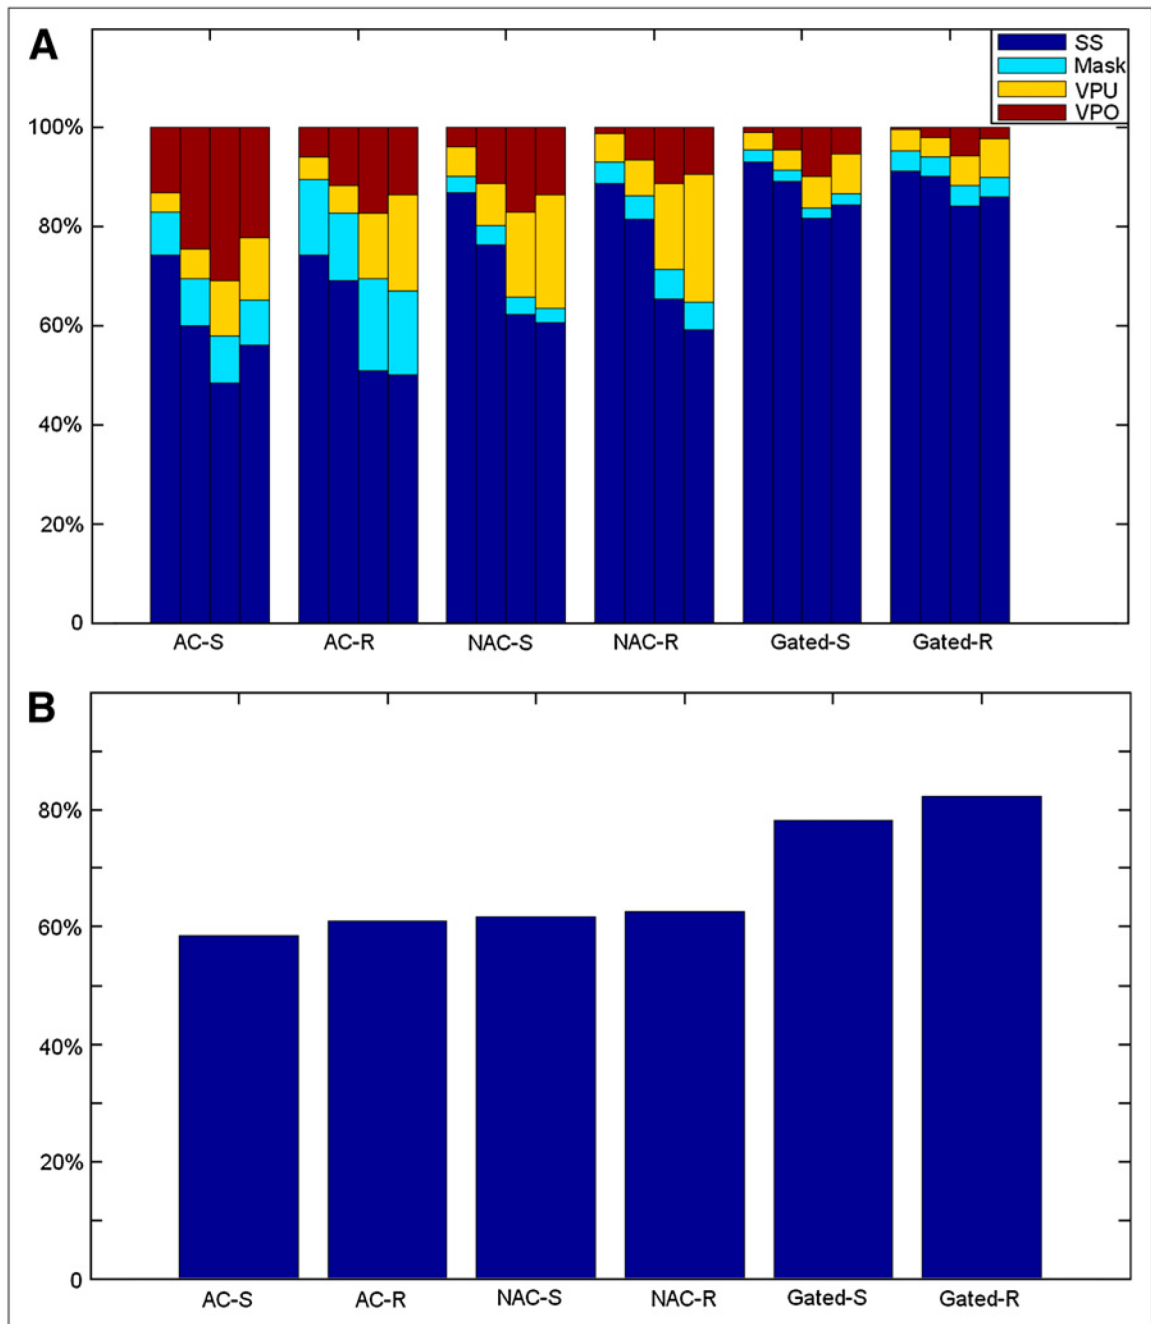 A
SS
Mask
VPU
VPO
100%
80%
60%
40%
20%
0
AC-S AC-R NAC-S NAC-R Gated-S Gated-R
B
80%
60%
40%
20%
0
AC-S AC-R NAC-S NAC-R Gated-S Gated-R